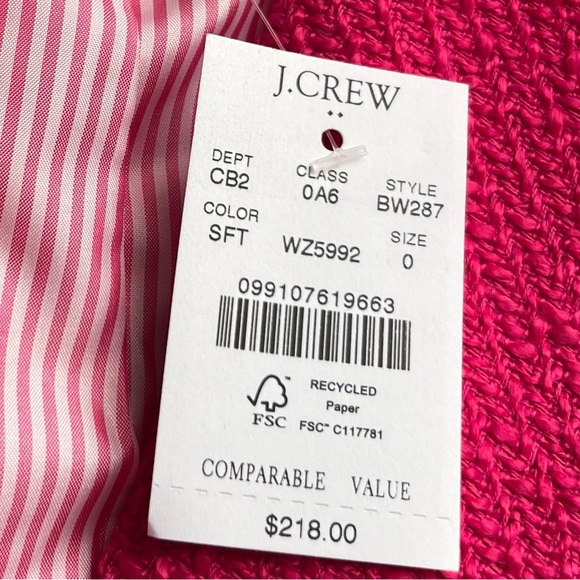 J.CREW
DEPT CLASS STYLE
CB2 0A6 BW287
COLOR SIZE
SFT WZ5992 0
099107619663
RECYCLED
Paper
FSC FSC™ C117781
COMPARABLE VALUE
$218.00